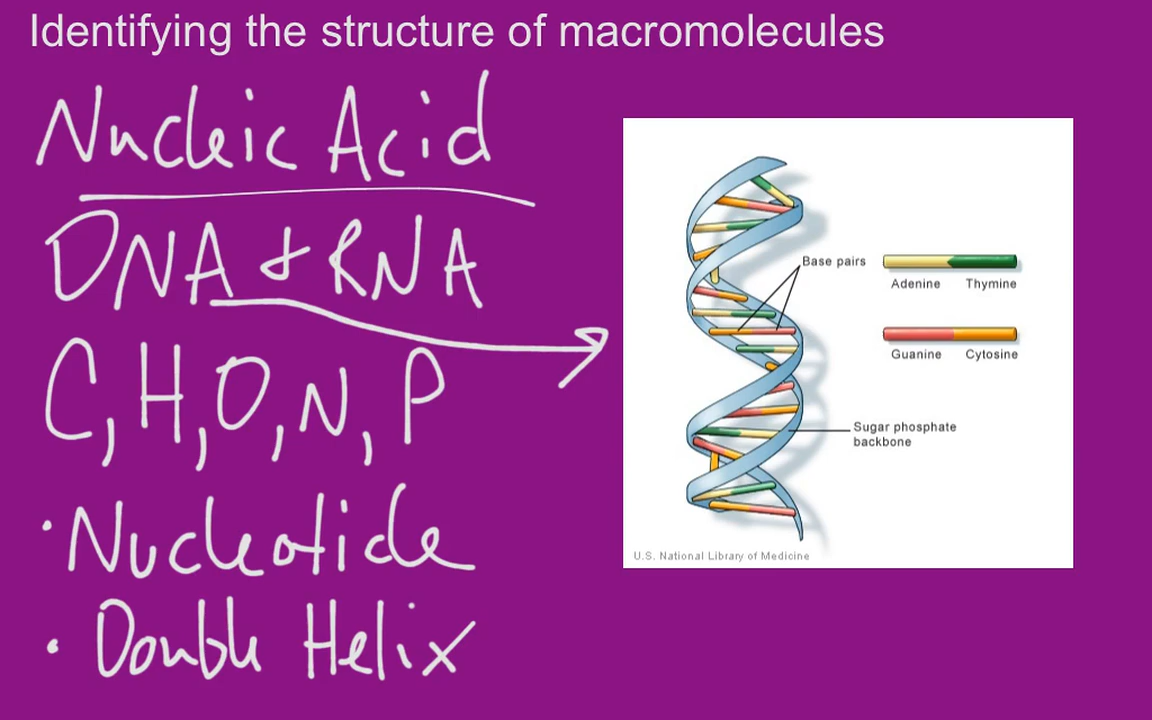 Identifying the structure of macromolecules
Nucleic Acid
DNA & RNA
C, H, O, N, P
· Nucleotide
· Double Helix
Base pairs
Adenine Thymine
Guanine Cytosine
Sugar phosphate
backbone
U.S. National Library of Medicine